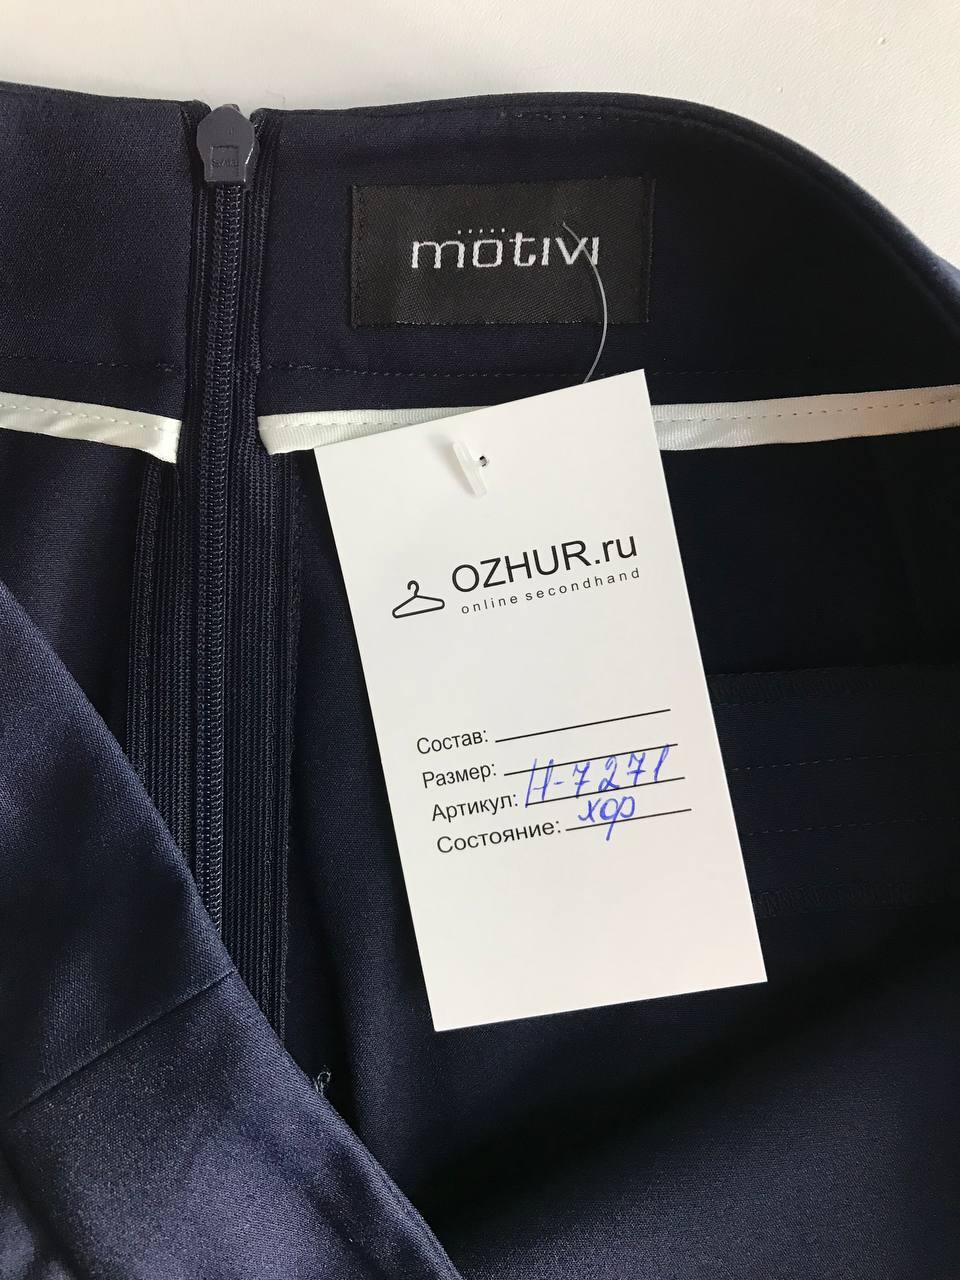 mötivi
OZHUR.ru
online secondhand
Состав:
Размер:
Артикул: Н-7271
Состояние: хор